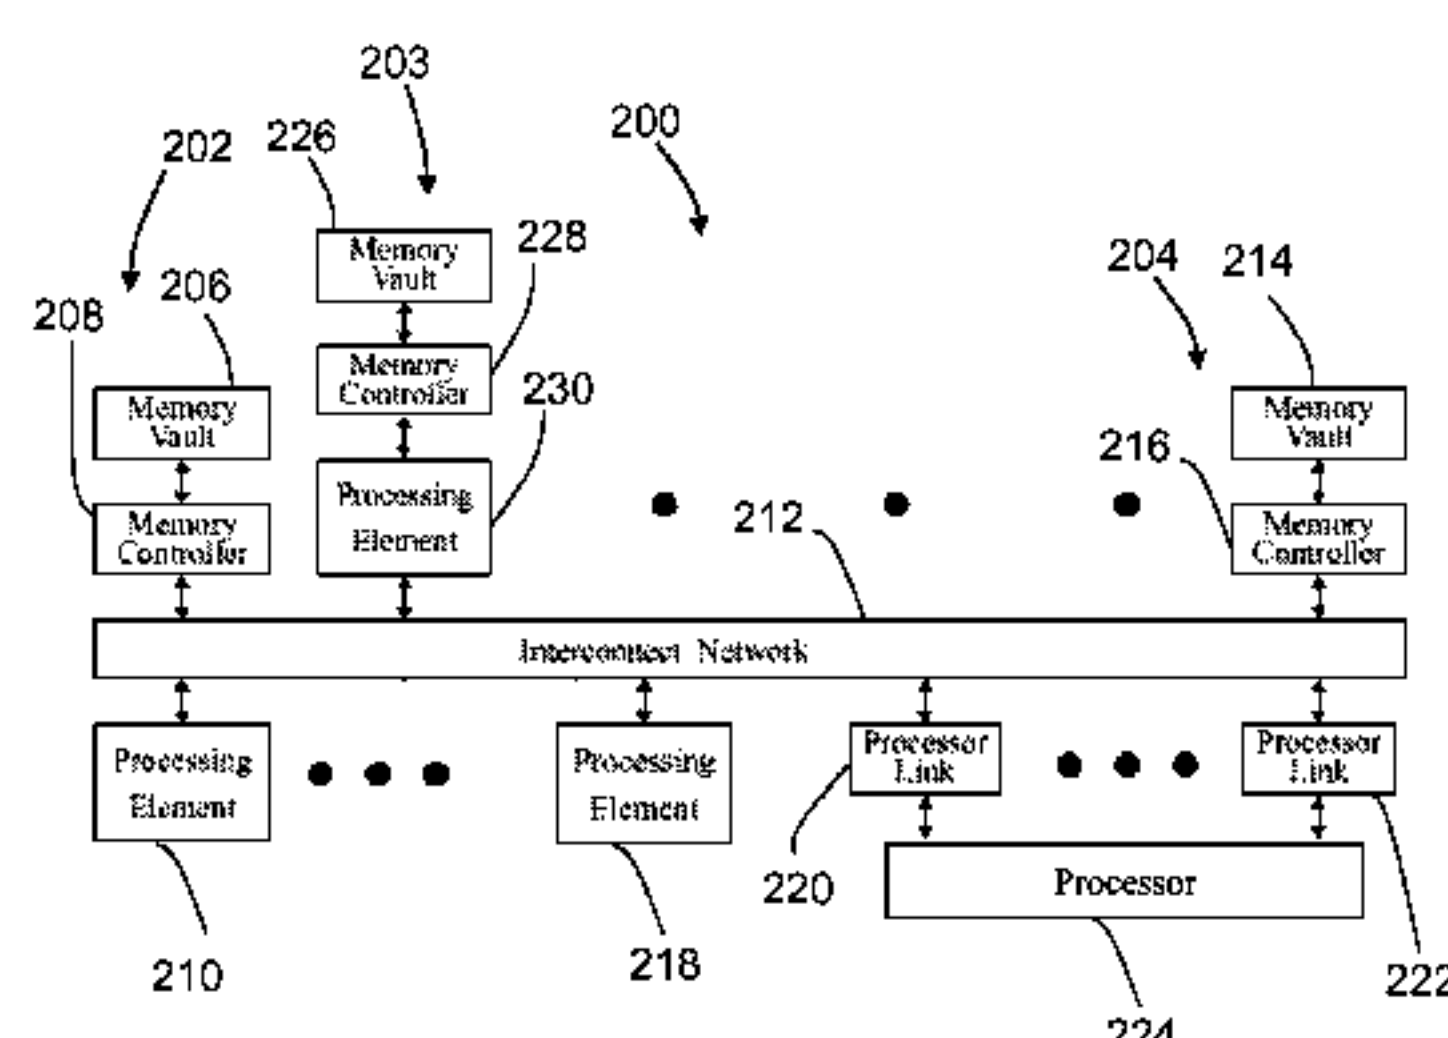 203
200
202
226
228
204
214
206
208
Memory
Vault
Memory
Controller
230
216
Memory
Vault
Memory
Vault
Processing
Element
212
Memory
Controller
Memory
Controller
Interconnect Network
Processing
Element
Processing
Element
Processor
Link
Processor
Link
220
Processor
210
218
222
224